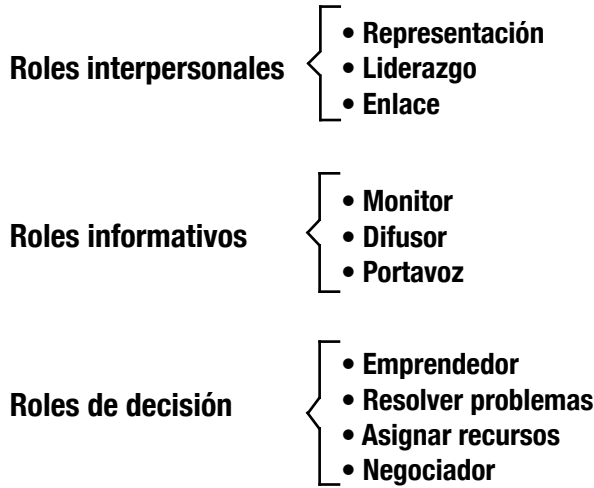 Roles interpersonales
• Representación
• Liderazgo
• Enlace
Roles informativos
• Monitor
• Difusor
• Portavoz
Roles de decisión
• Emprendedor
• Resolver problemas
• Asignar recursos
• Negociador